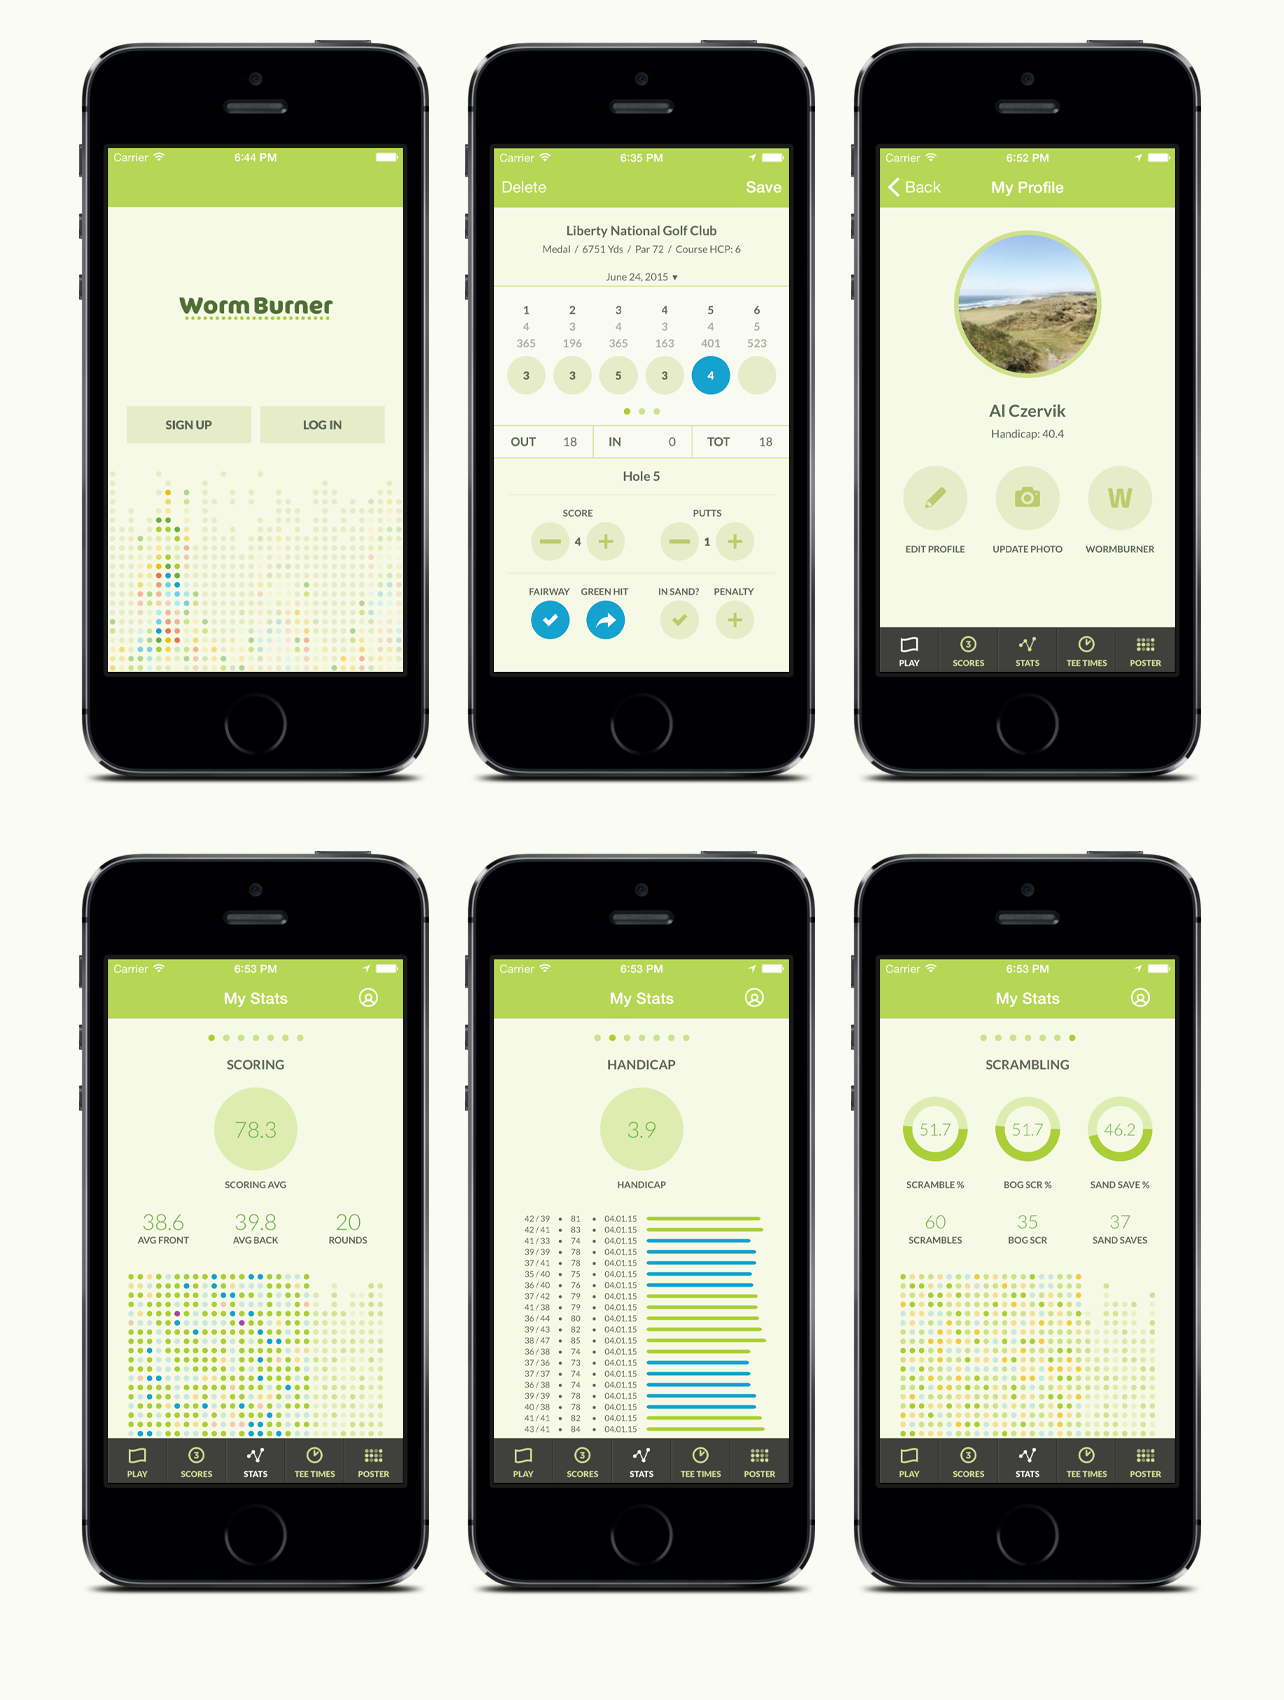 Carrier 6:44 PM
Worm Burner
SIGN UP LOG IN
Carrier 6:35 PM
Delete Save
Liberty National Golf Club
Medal / 6751 Yds / Par 72 / Course HCP: 6
June 24, 2015 ▾
1 2 3 4 5 6
4 3 4 3 4 5
365 196 365 163 401 523
3 3 5 3 4
OUT 18 IN 0 TOT 18
Hole 5
SCORE PUTTS
4 1
FAIRWAY GREEN HIT IN SAND? PENALTY
Carrier 6:52 PM
Back My Profile
Al Czervik
Handicap: 40.4
W
EDIT PROFILE UPDATE PHOTO WORMBURNER
3
PLAY SCORES STATS TEE TIMES POSTER
Carrier 6:53 PM
My Stats
SCORING
78.3
SCORING AVG
38.6 39.8 20
AVG FRONT AVG BACK ROUNDS
3
PLAY SCORES STATS TEE TIMES POSTER
Carrier 6:53 PM
My Stats
HANDICAP
3.9
HANDICAP
42 / 39 • 81 • 04.01.15
42 / 41 • 83 • 04.01.15
41 / 33 • 74 • 04.01.15
39 / 39 • 78 • 04.01.15
37 / 41 • 78 • 04.01.15
35 / 40 • 75 • 04.01.15
36 / 40 • 76 • 04.01.15
37 / 42 • 79 • 04.01.15
41 / 38 • 79 • 04.01.15
36 / 44 • 80 • 04.01.15
39 / 43 • 82 • 04.01.15
38 / 47 • 85 • 04.01.15
36 / 38 • 74 • 04.01.15
37 / 36 • 73 • 04.01.15
37 / 37 • 74 • 04.01.15
36 / 38 • 74 • 04.01.15
39 / 39 • 78 • 04.01.15
40 / 38 • 78 • 04.01.15
41 / 41 • 82 • 04.01.15
43 / 41 • 84 • 04.01.15
3
PLAY SCORES STATS TEE TIMES POSTER
Carrier 6:53 PM
My Stats
SCRAMBLING
51.7 51.7 46.2
SCRAMBLE % BOG SCR % SAND SAVE %
60 35 37
SCRAMBLES BOG SCR SAND SAVES
3
PLAY SCORES STATS TEE TIMES POSTER